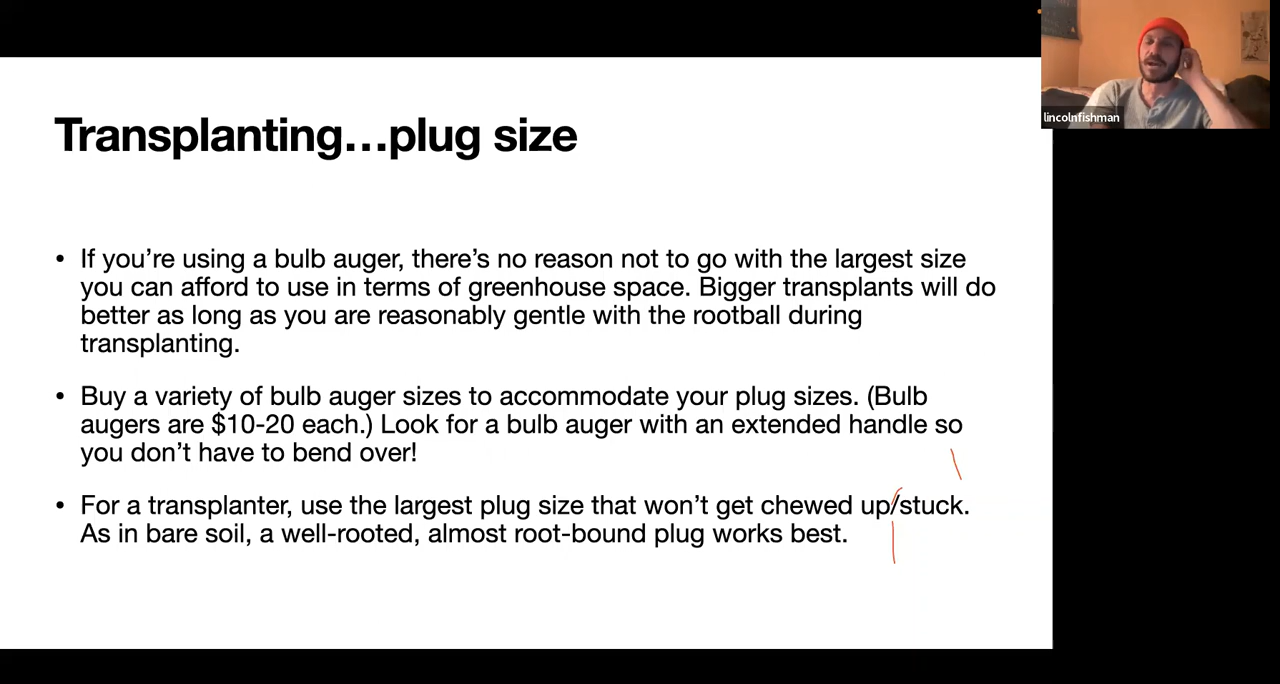 Transplanting…plug size
lincolnfishman
• If you’re using a bulb auger, there’s no reason not to go with the largest size
you can afford to use in terms of greenhouse space. Bigger transplants will do
better as long as you are reasonably gentle with the rootball during
transplanting.
• Buy a variety of bulb auger sizes to accommodate your plug sizes. (Bulb
augers are $10-20 each.) Look for a bulb auger with an extended handle so
you don’t have to bend over!
• For a transplanter, use the largest plug size that won’t get chewed up/stuck.
As in bare soil, a well-rooted, almost root-bound plug works best.